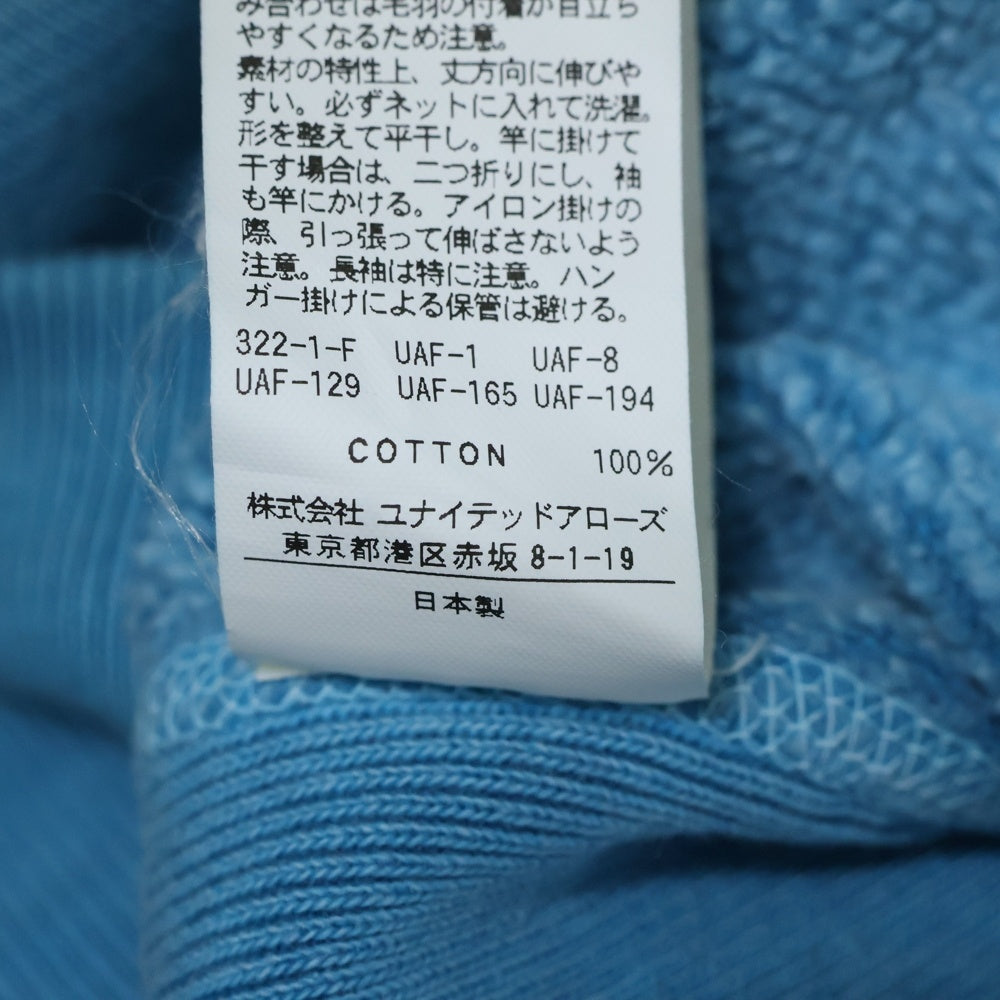 み合わせは毛羽の付着が目立ち
やすくなるため注意。
素材の特性上、丈方向に伸びや
すい。必ずネットに入れて洗濯。
形を整えて平干し。竿に掛けて
干す場合は、二つ折りにし、袖
も竿にかける。アイロン掛けの
際、引っ張って伸ばさないよう
注意。長袖は特に注意。ハン
ガー掛けによる保管は避ける。
322-1-F UAF-1 UAF-8
UAF-129 UAF-165 UAF-194
COTTON 100%
株式会社 ユナイテッドアローズ
東京都港区赤坂 8-1-19
日本製